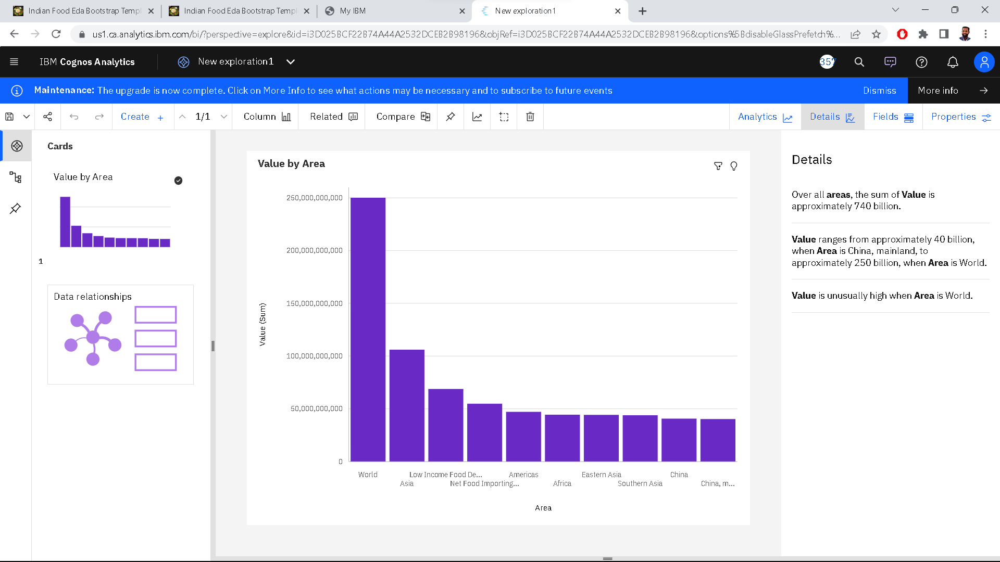 Indian Food Eda Bootstrap Templ
Indian Food Eda Bootstrap Templ
My IBM
New exploration1
us1.ca.analytics.ibm.com/bi/?perspective=explore&id=i3D025BCF22B74A44A2532DCEB2B98196&objRef=i3D025BCF22B74A44A2532DCEB2B98196&options%5BdisableGlassPrefetch%...
IBM Cognos Analytics
New exploration1
357
Maintenance: The upgrade is now complete. Click on More Info to see what actions may be necessary and to subscribe to future events
Dismiss
More info
Create
1/1
Column
Related
Compare
Analytics
Details
Fields
Properties
Cards
Value by Area
1
Data relationships
Value by Area
Value (Sum)
250,000,000,000
200,000,000,000
150,000,000,000
100,000,000,000
50,000,000,000
0
World
Asia
Low Income Food De...
Net Food Importing...
Americas
Africa
Eastern Asia
Southern Asia
China
China, m...
Area
Details
Over all areas, the sum of Value is
approximately 740 billion.
Value ranges from approximately 40 billion,
when Area is China, mainland, to
approximately 250 billion, when Area is World.
Value is unusually high when Area is World.